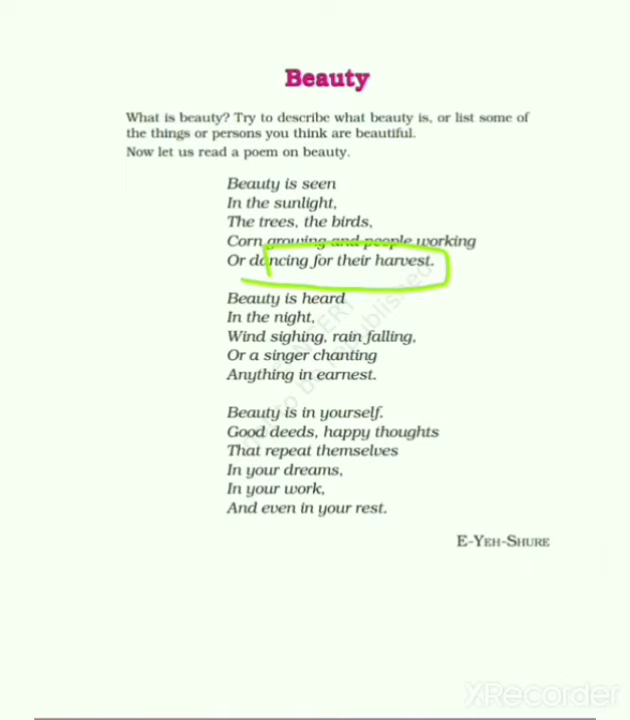 Beauty
What is beauty? Try to describe what beauty is, or list some of
the things or persons you think are beautiful.
Now let us read a poem on beauty.
Beauty is seen
In the sunlight,
The trees, the birds,
Corn growing and people working
Or dancing for their harvest.
Beauty is heard
In the night,
Wind sighing, rain falling,
Or a singer chanting
Anything in earnest.
Beauty is in yourself.
Good deeds, happy thoughts
That repeat themselves
In your dreams,
In your work,
And even in your rest.
E-YEH-SHURE
XRecorder